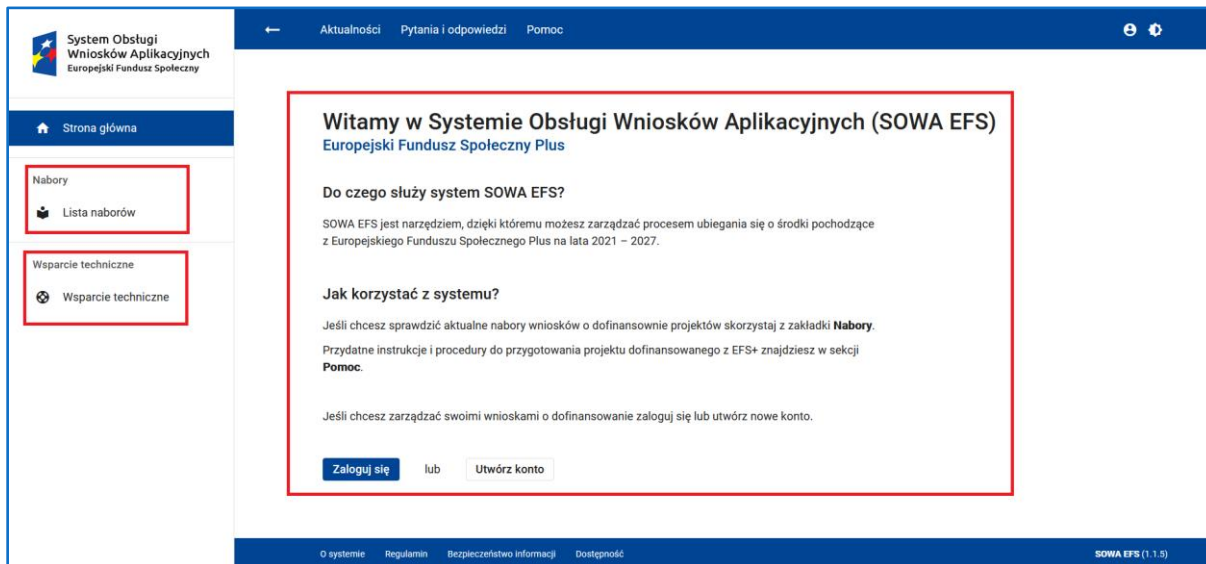 System Obsługi
Wniosków Aplikacyjnych
Europejski Fundusz Społeczny
Aktualności Pytania i odpowiedzi Pomoc
Strona główna
Nabory
Lista naborów
Wsparcie techniczne
Wsparcie techniczne
Witamy w Systemie Obsługi Wniosków Aplikacyjnych (SOWA EFS)
Europejski Fundusz Społeczny Plus
Do czego służy system SOWA EFS?
SOWA EFS jest narzędziem, dzięki któremu możesz zarządzać procesem ubiegania się o środki pochodzące
z Europejskiego Funduszu Społecznego Plus na lata 2021 – 2027.
Jak korzystać z systemu?
Jeśli chcesz sprawdzić aktualne nabory wniosków o dofinansownie projektów skorzystaj z zakładki Nabory.
Przydatne instrukcje i procedury do przygotowania projektu dofinansowanego z EFS+ znajdziesz w sekcji
Pomoc.
Jeśli chcesz zarządzać swoimi wnioskami o dofinansowanie zaloguj się lub utwórz nowe konto.
Zaloguj się lub Utwórz konto
O systemie Regulamin Bezpieczeństwo informacji Dostępność SOWA EFS (1.1.5)